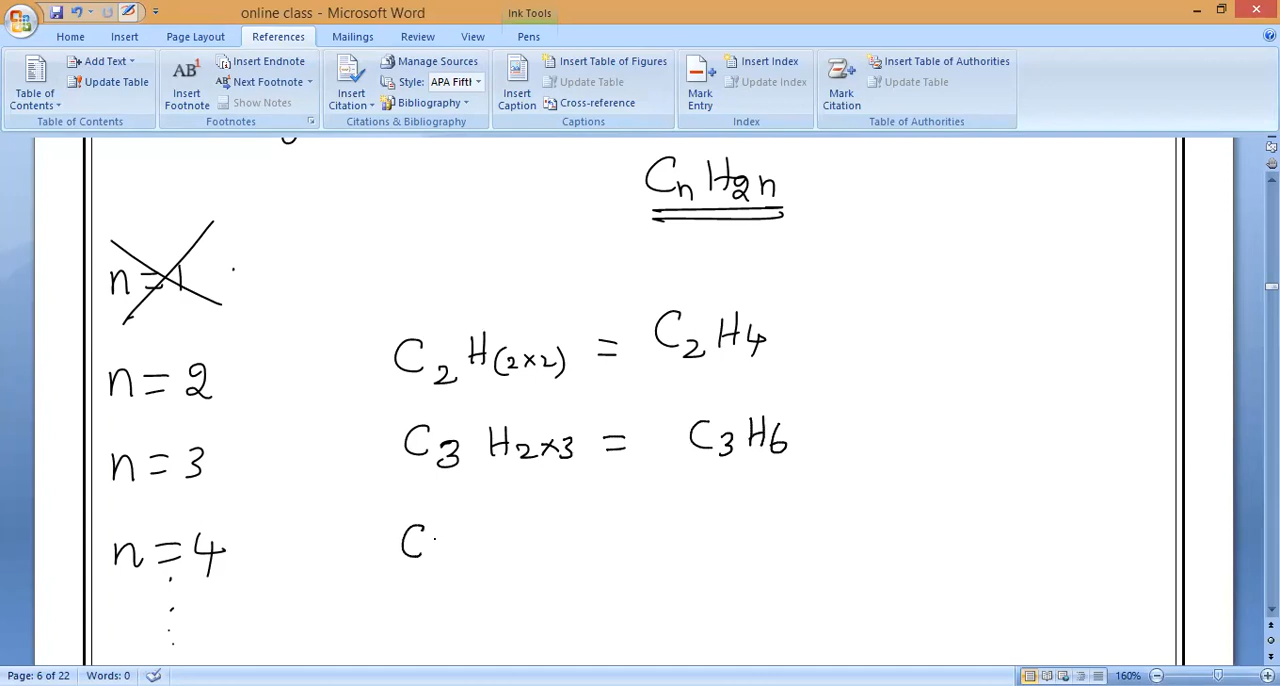 online class - Microsoft Word
Ink Tools
Home Insert Page Layout References Mailings Review View Pens
Table of Contents
Add Text
Update Table
Table of Contents
AB1 Insert Footnote
Insert Endnote
AB1 Next Footnote
Show Notes
Footnotes
Insert Citation
Manage Sources
Style: APA Fifth
Bibliography
Citations & Bibliography
Insert Caption
Insert Table of Figures
Update Table
Cross-reference
Captions
Mark Entry
Insert Index
Update Index
Index
Mark Citation
Insert Table of Authorities
Update Table
Table of Authorities
CnH2n
n = 1
n = 2 C2H(2×2) = C2H4
n = 3 C3 H2×3 = C3H6
n = 4 C
Page: 6 of 22 Words: 0 160%